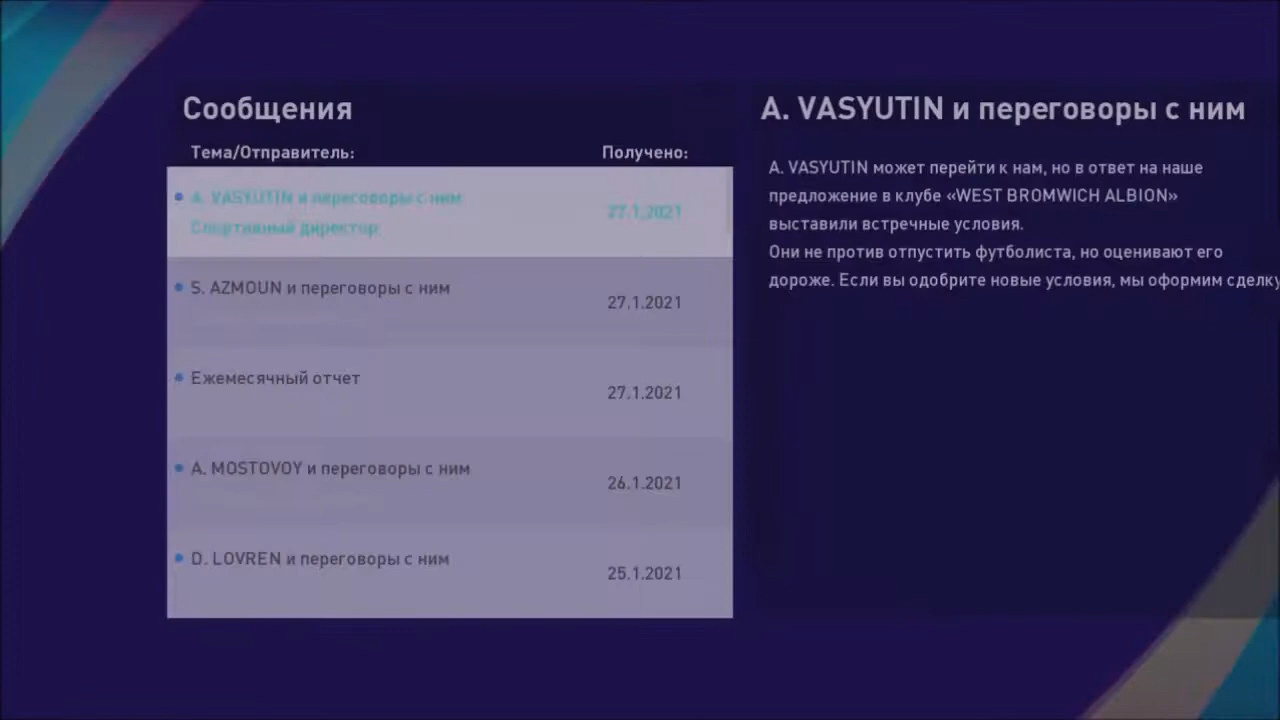 Сообщения
Тема/Отправитель:
Получено:
A. VASYUTIN и переговоры с ним
Спортивный директор
27.1.2021
S. AZMOUN и переговоры с ним
27.1.2021
Ежемесячный отчет
27.1.2021
A. MOSTOVOY и переговоры с ним
26.1.2021
D. LOVREN и переговоры с ним
25.1.2021
A. VASYUTIN и переговоры с ним
A. VASYUTIN может перейти к нам, но в ответ на наше
предложение в клубе «WEST BROMWICH ALBION»
выставили встречные условия.
Они не против отпустить футболиста, но оценивают его
дороже. Если вы одобрите новые условия, мы оформим сделку